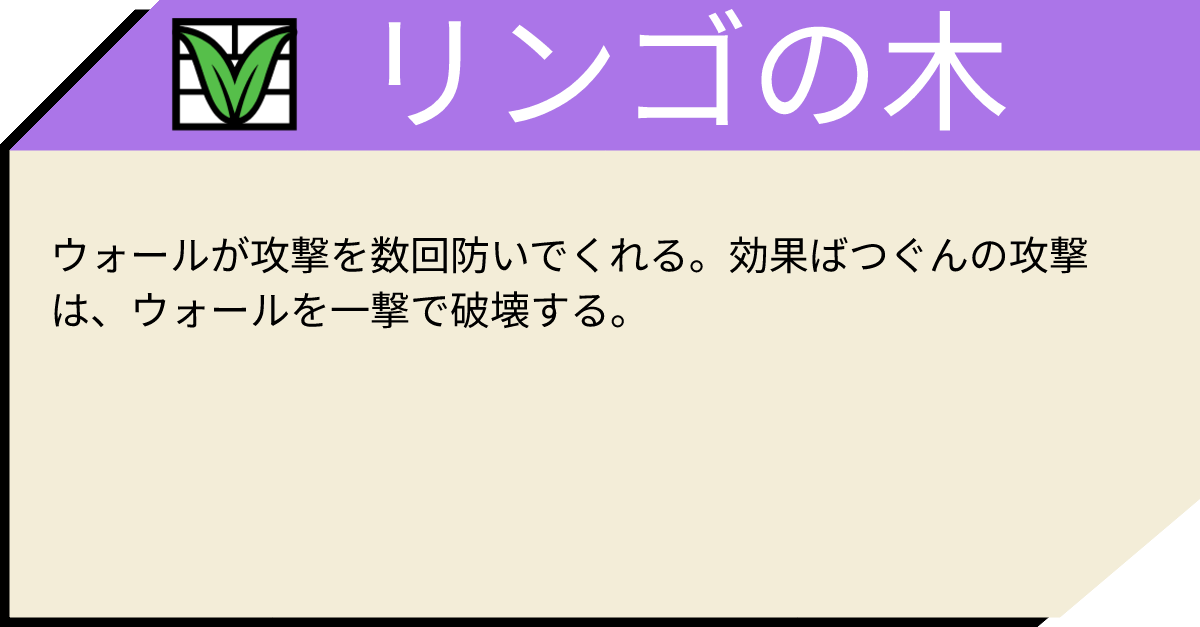 リンゴの木
ウォールが攻撃を数回防いでくれる。効果ばつぐんの攻撃
は、ウォールを一撃で破壊する。